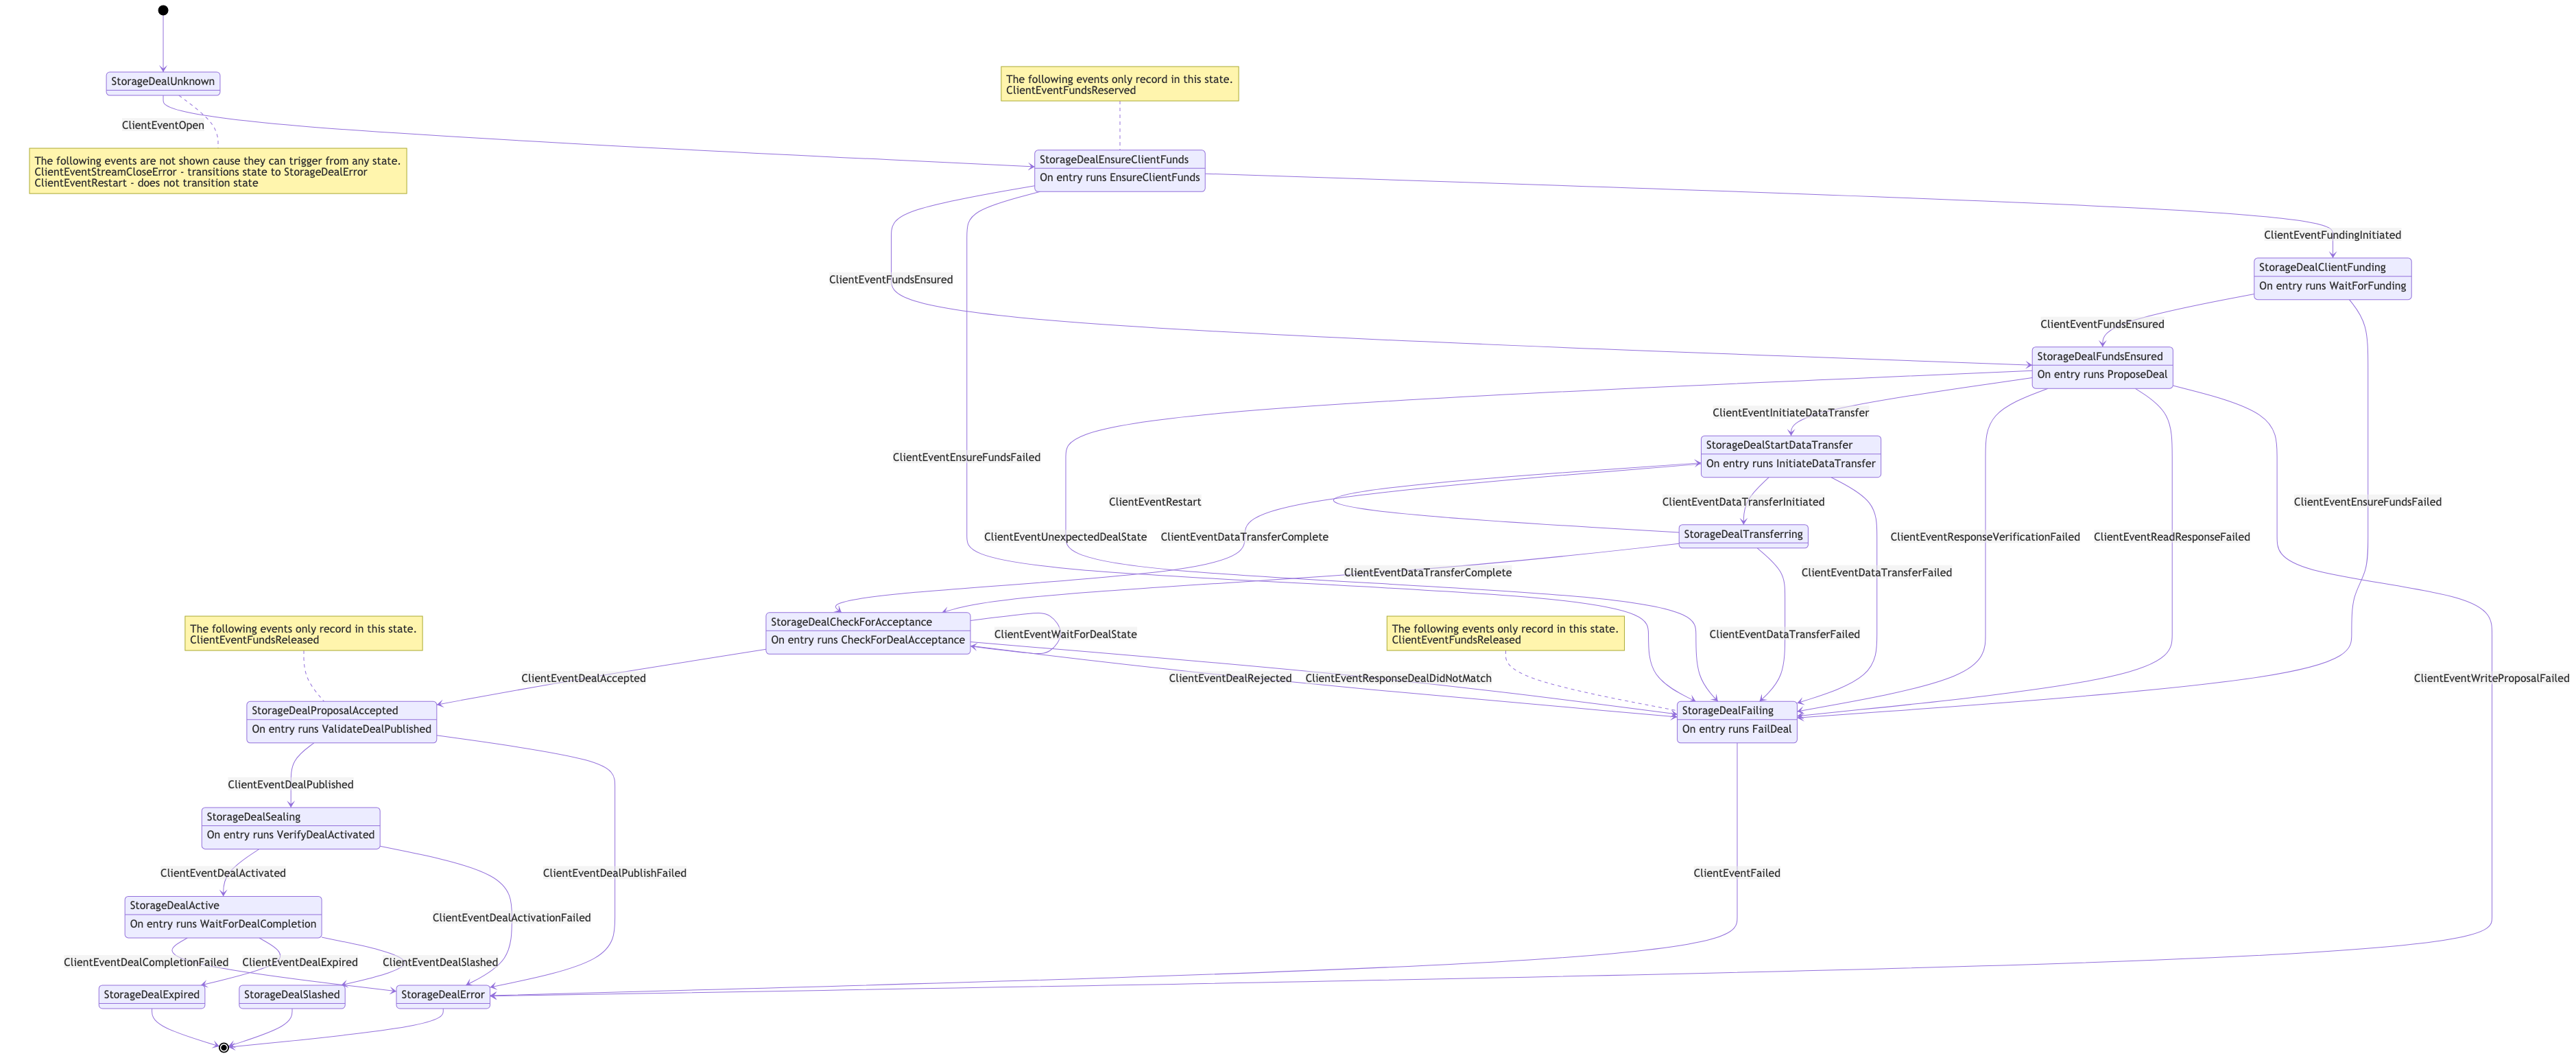 StorageDealUnknown
The following events only record in this state.
ClientEventFundsReserved
ClientEventOpen
The following events are not shown cause they can trigger from any state.
ClientEventStreamCloseError - transitions state to StorageDealError
ClientEventRestart - does not transition state
StorageDealEnsureClientFunds
On entry runs EnsureClientFunds
ClientEventFundingInitiated
StorageDealClientFunding
On entry runs WaitForFunding
ClientEventFundsEnsured
ClientEventFundsEnsured
StorageDealFundsEnsured
On entry runs ProposeDeal
ClientEventInitiateDataTransfer
StorageDealStartDataTransfer
On entry runs InitiateDataTransfer
ClientEventEnsureFundsFailed
ClientEventRestart
ClientEventDataTransferInitiated
ClientEventEnsureFundsFailed
StorageDealTransferring
ClientEventUnexpectedDealState
ClientEventDataTransferComplete
ClientEventResponseVerificationFailed
ClientEventReadResponseFailed
ClientEventDataTransferComplete
ClientEventDataTransferFailed
StorageDealCheckForAcceptance
On entry runs CheckForDealAcceptance
ClientEventWaitForDealState
ClientEventDataTransferFailed
The following events only record in this state.
ClientEventFundsReleased
The following events only record in this state.
ClientEventFundsReleased
ClientEventDealAccepted
ClientEventDealRejected
ClientEventResponseDealDidNotMatch
ClientEventWriteProposalFailed
StorageDealProposalAccepted
On entry runs ValidateDealPublished
StorageDealFailing
On entry runs FailDeal
ClientEventDealPublished
StorageDealSealing
On entry runs VerifyDealActivated
ClientEventDealActivated
ClientEventDealPublishFailed
ClientEventFailed
StorageDealActive
On entry runs WaitForDealCompletion
ClientEventDealActivationFailed
ClientEventDealCompletionFailed
ClientEventDealExpired
ClientEventDealSlashed
StorageDealExpired
StorageDealSlashed
StorageDealError